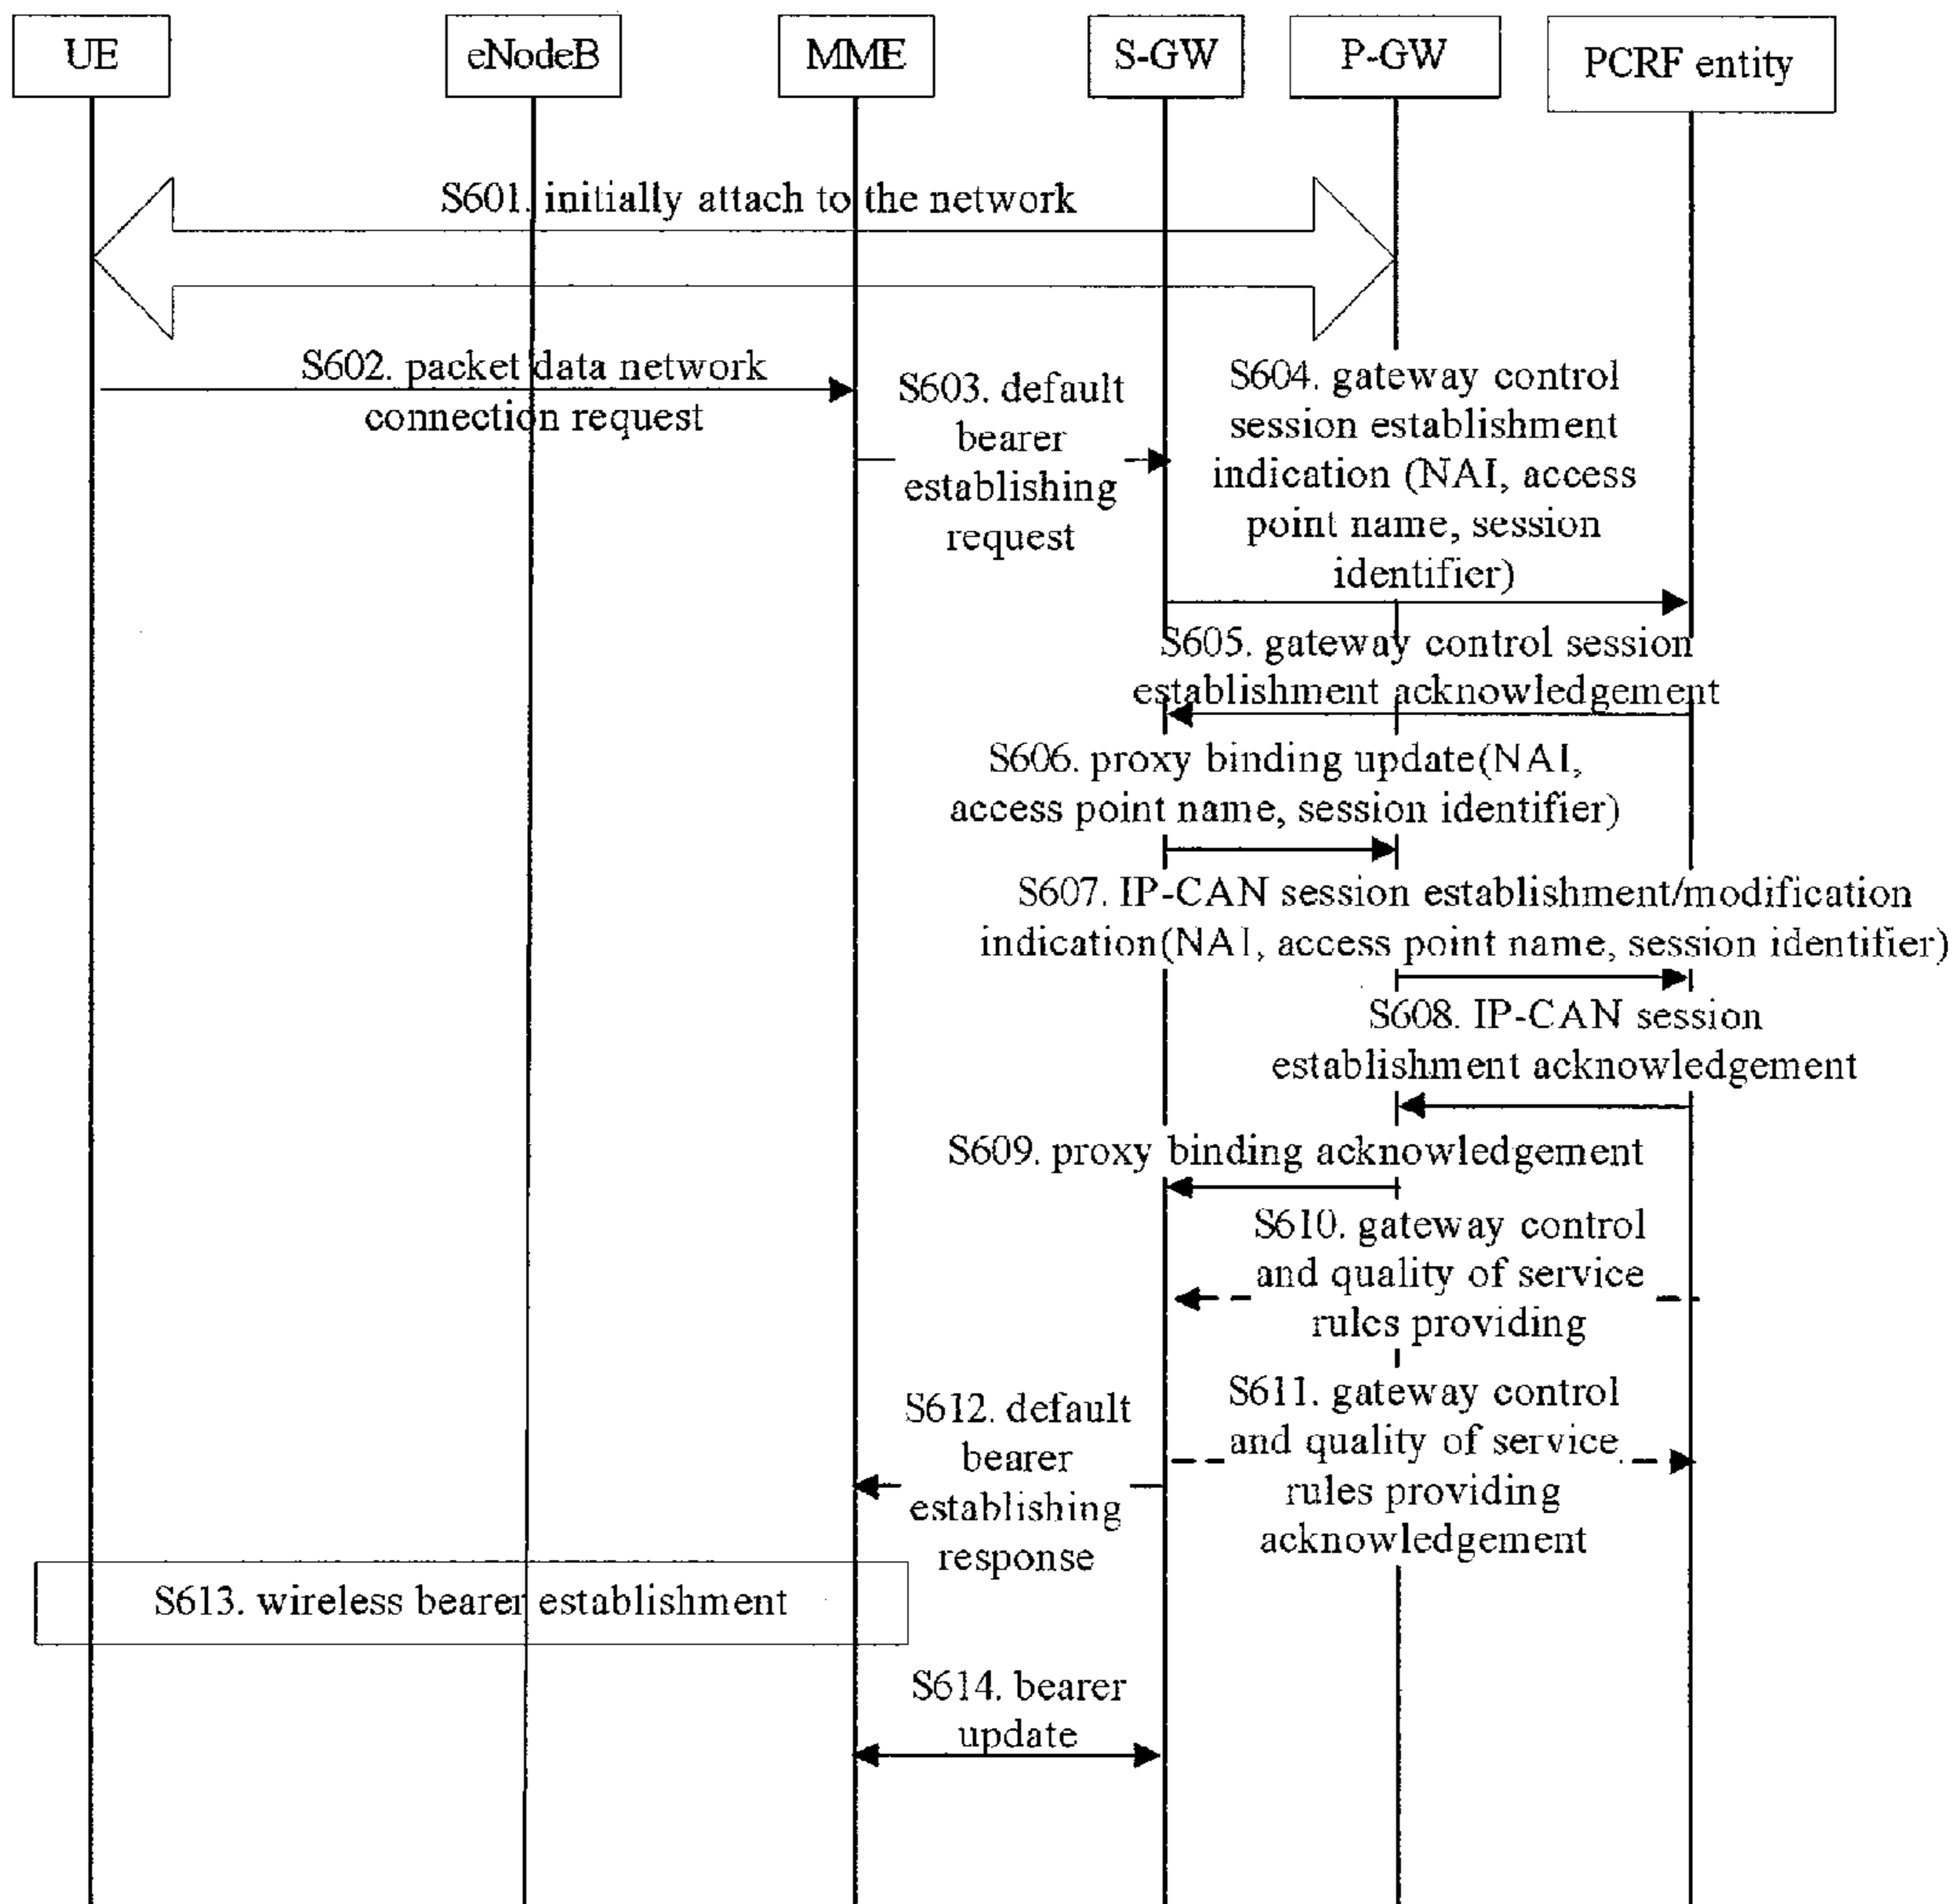 UE
eNodeB
MME
S-GW
P-GW
PCRF entity
S601. initially attach to the network
S602. packet data network
connection request
S603. default
bearer
establishing
request
S604. gateway control
session establishment
indication (NAI, access
point name, session
identifier)
S605. gateway control session
establishment acknowledgement
S606. proxy binding update(NAI,
access point name, session identifier)
S607. IP-CAN session establishment/modification
indication(NAI, access point name, session identifier)
S608. IP-CAN session
establishment acknowledgement
S609. proxy binding acknowledgement
S610. gateway control
and quality of service
rules providing
S611. gateway control
and quality of service
rules providing
acknowledgement
S612. default
bearer
establishing
response
S613. wireless bearer establishment
S614. bearer
update